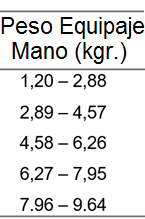 Peso Equipaje
Mano (kgr.)
1,20 – 2,88
2,89 – 4,57
4,58 – 6,26
6,27 – 7,95
7.96 – 9.64